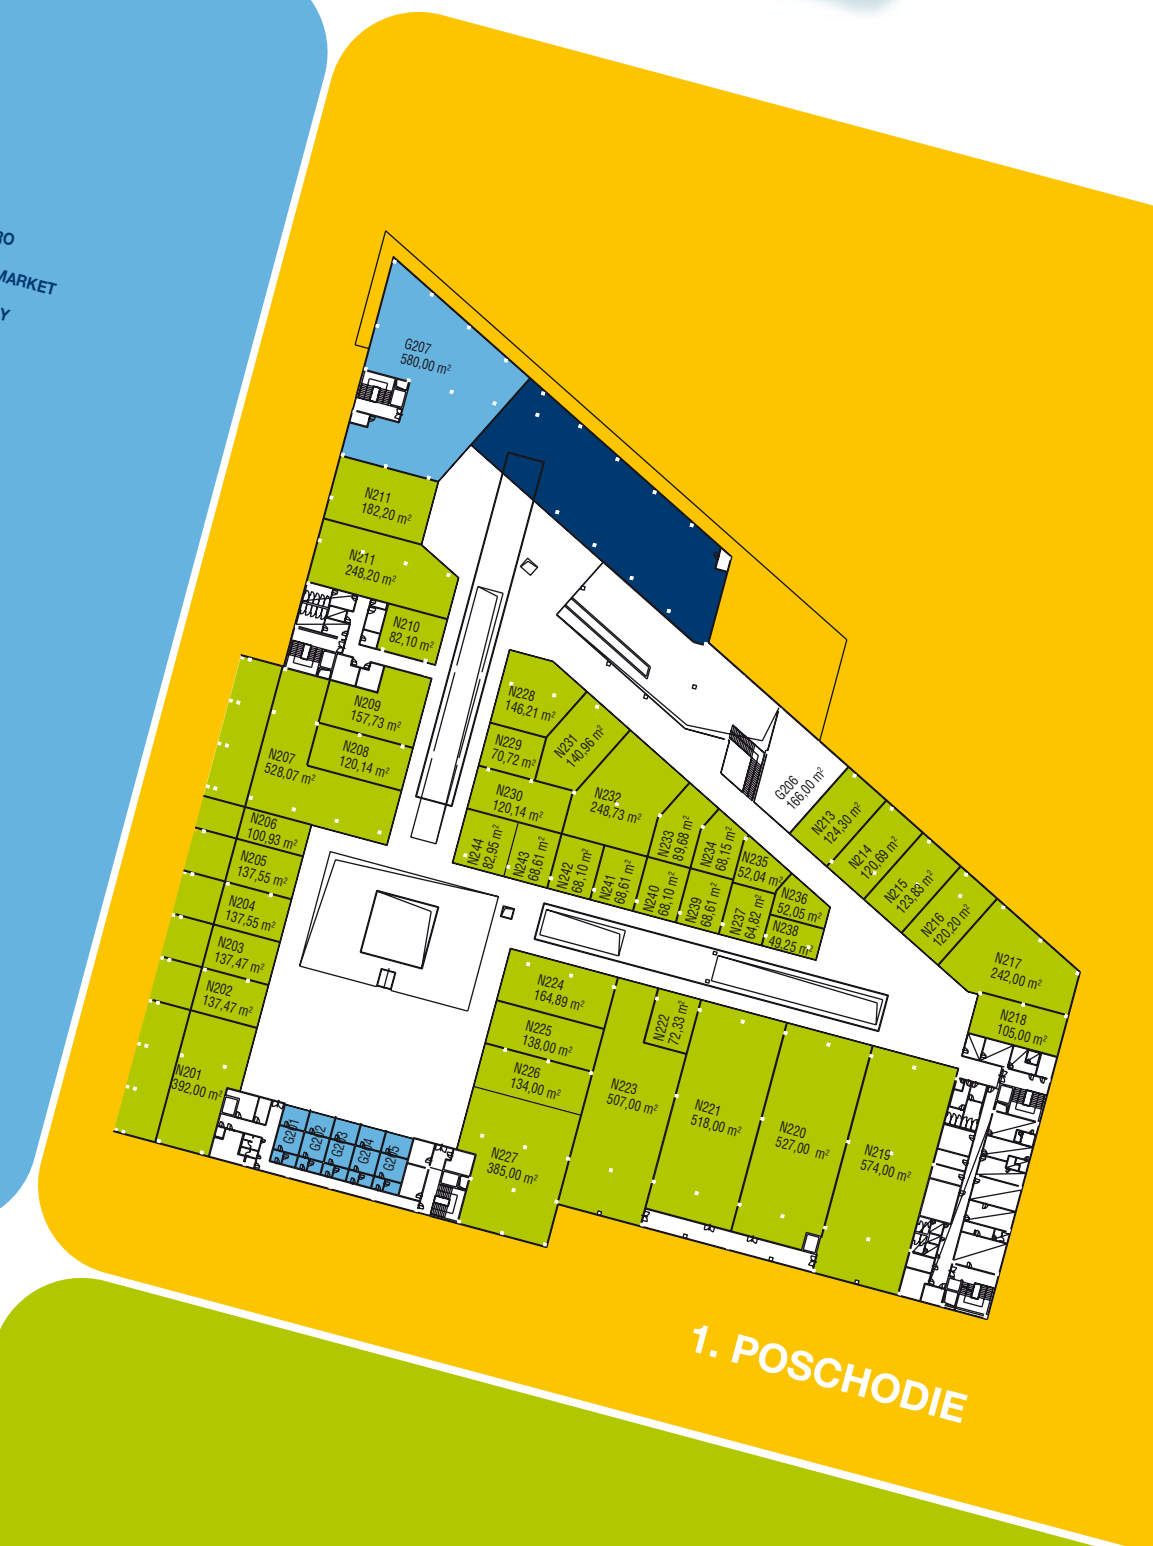 RO
MARKET
Y
G207
580,00 m²
N211
182,20 m²
N211
248,20 m²
N210
82,10 m²
N209
157,73 m²
N208
120,14 m²
N207
528,07 m²
N206
100,93 m²
N205
137,55 m²
N204
137,55 m²
N203
137,47 m²
N202
137,47 m²
N201
392,00 m²
G201
G202
G203
G204
G205
N228
146,21 m²
N229
70,72 m²
N230
120,14 m²
N231
140,96 m²
N232
248,73 m²
N244
82,95 m²
N243
68,61 m²
N242
68,10 m²
N241
68,61 m²
N240
68,10 m²
N239
68,61 m²
N233
89,68 m²
N234
68,15 m²
N235
52,04 m²
N236
52,05 m²
N237
64,82 m²
N238
49,25 m²
G206
166,00 m²
N213
124,30 m²
N214
120,69 m²
N215
123,83 m²
N216
120,20 m²
N217
242,00 m²
N218
105,00 m²
N224
164,89 m²
N225
138,00 m²
N226
134,00 m²
N227
385,00 m²
N222
72,33 m²
N223
507,00 m²
N221
518,00 m²
N220
527,00 m²
N219
574,00 m²
1. POSCHODIE